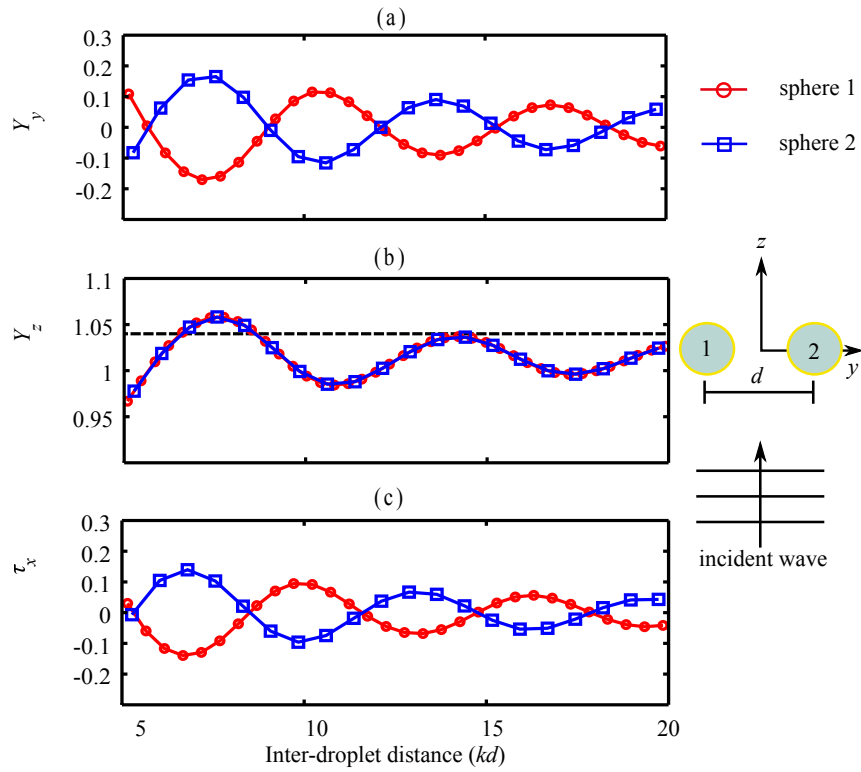 (a)
0.3
0.2
0.1
0
-0.1
-0.2
Y_y
sphere 1
sphere 2
(b)
1.1
1.05
1
0.95
Y_z
z
1
2
y
d
incident wave
(c)
0.3
0.2
0.1
0
-0.1
-0.2
τ_x
5 10 15 20
Inter-droplet distance (kd)